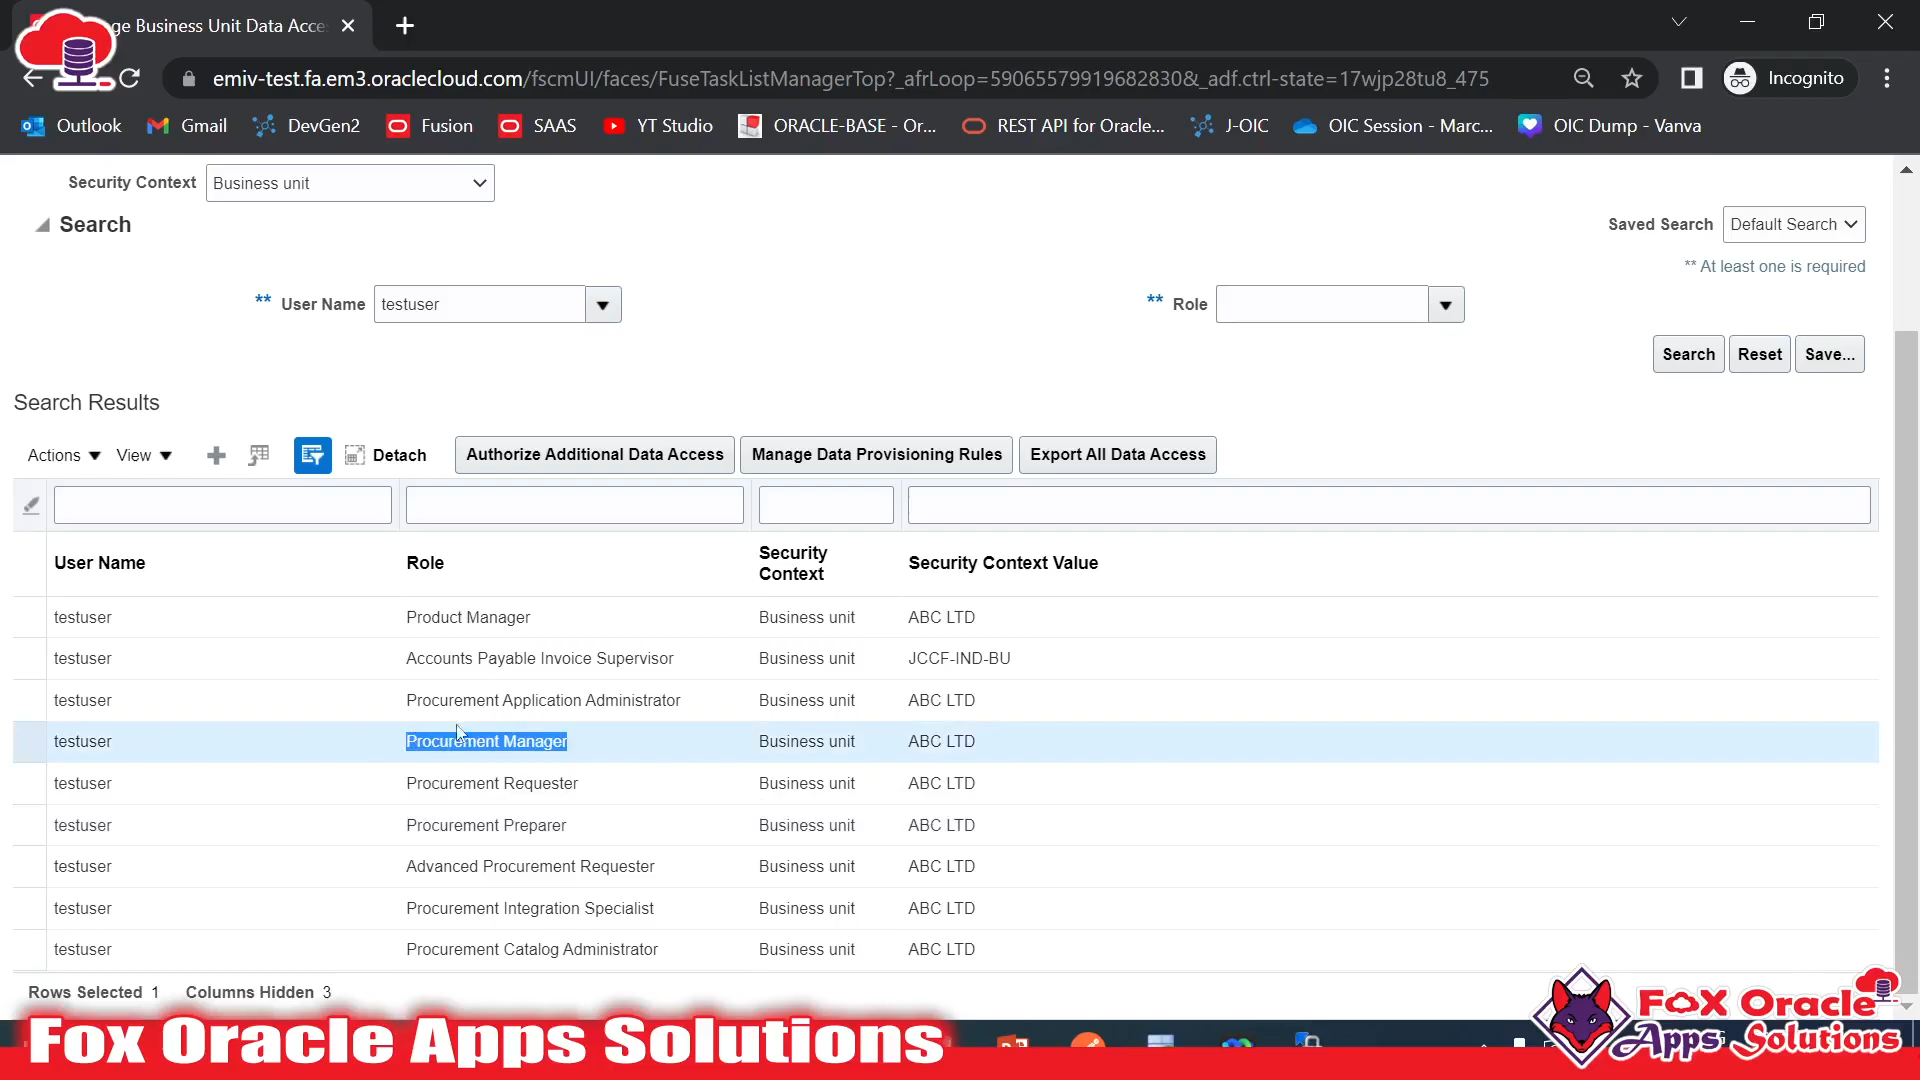 ge Business Unit Data Acce
emiv-test.fa.em3.oraclecloud.com/fscmUI/faces/FuseTaskListManagerTop?_afrLoop=59065579919682830&_adf.ctrl-state=17wjp28tu8_475
Incognito
Outlook Gmail DevGen2 Fusion SAAS YT Studio ORACLE-BASE - Or... REST API for Oracle... J-OIC OIC Session - Marc... OIC Dump - Vanva
Security Context Business unit
Search
Saved Search Default Search
** At least one is required
** User Name testuser
** Role
Search Reset Save...
Search Results
Actions View Detach Authorize Additional Data Access Manage Data Provisioning Rules Export All Data Access
User Name Role Security Context Security Context Value
testuser Product Manager Business unit ABC LTD
testuser Accounts Payable Invoice Supervisor Business unit JCCF-IND-BU
testuser Procurement Application Administrator Business unit ABC LTD
testuser Procurement Manager Business unit ABC LTD
testuser Procurement Requester Business unit ABC LTD
testuser Procurement Preparer Business unit ABC LTD
testuser Advanced Procurement Requester Business unit ABC LTD
testuser Procurement Integration Specialist Business unit ABC LTD
testuser Procurement Catalog Administrator Business unit ABC LTD
Rows Selected 1 Columns Hidden 3
Fox Oracle Apps Solutions
Fox Oracle
Apps Solutions